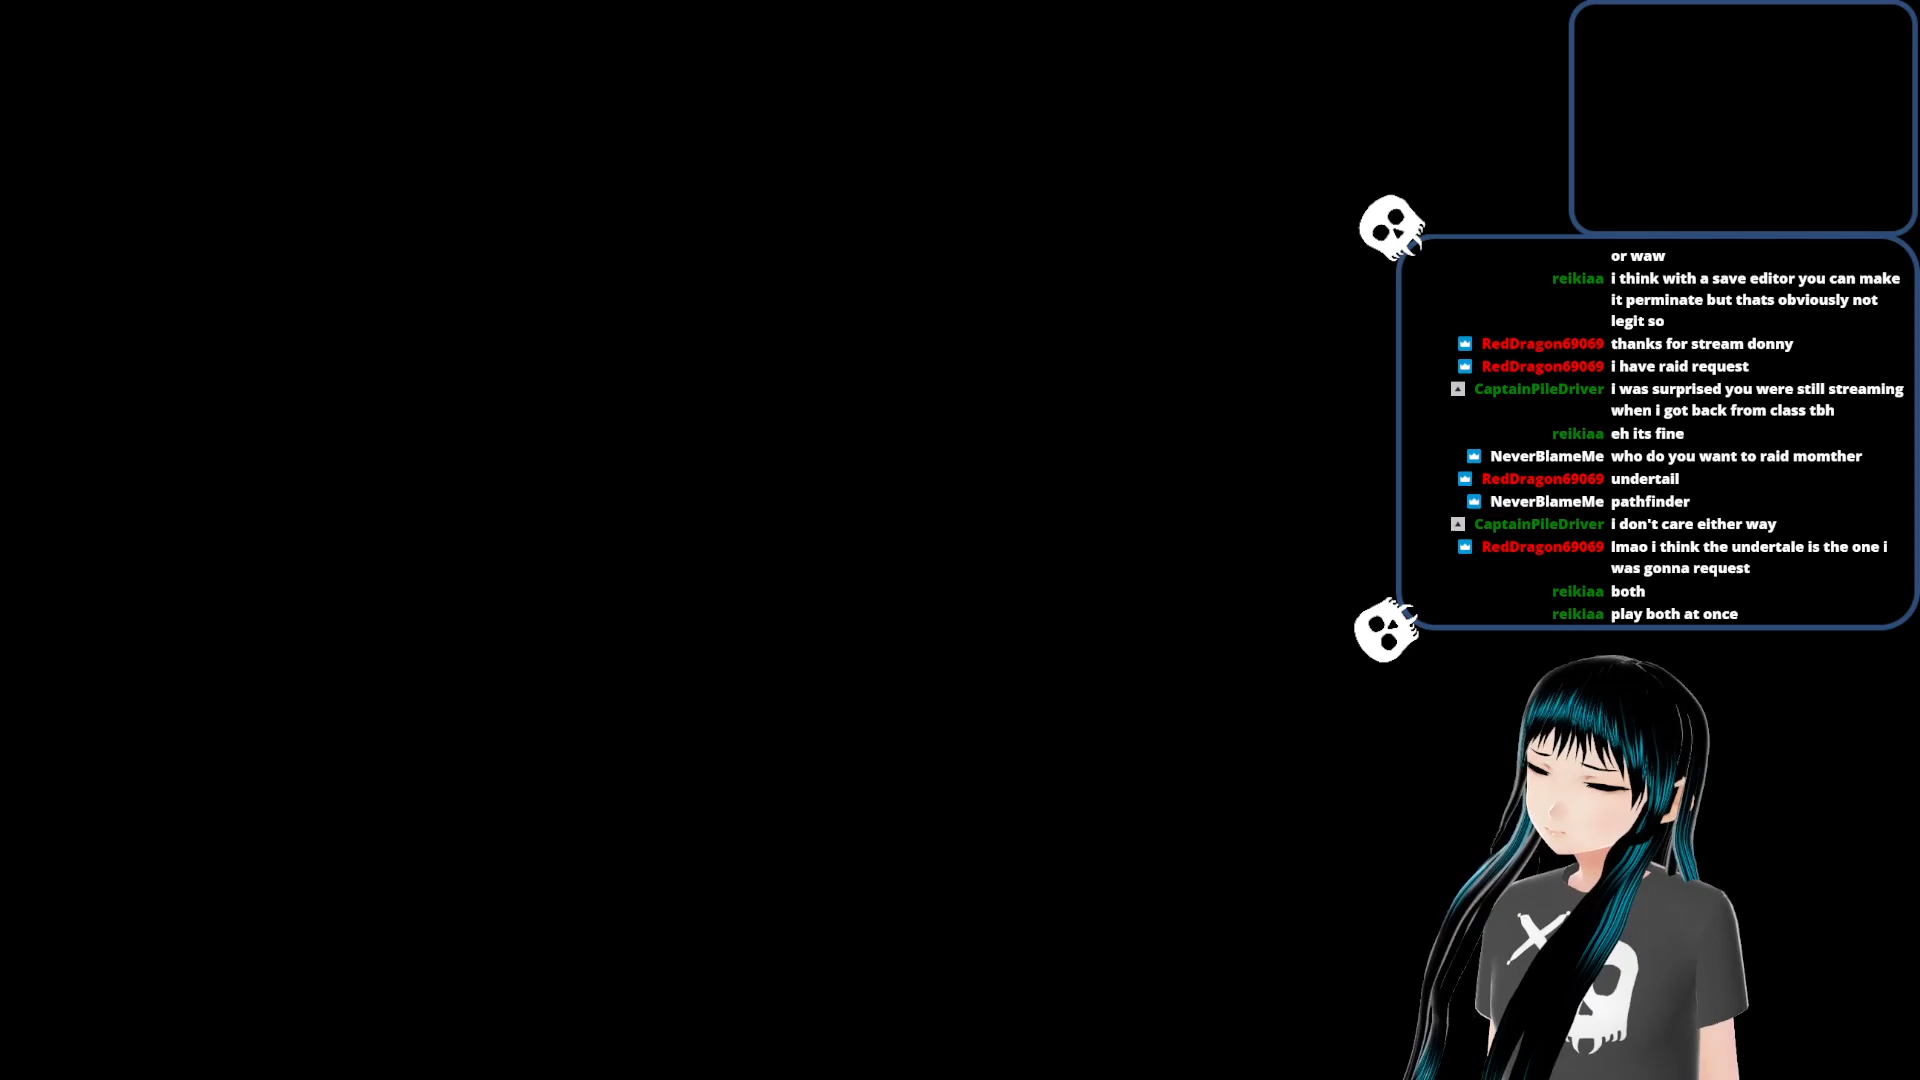 or waw
reikiaa i think with a save editor you can make
it perminate but thats obviously not
legit so
RedDragon69069 thanks for stream donny
RedDragon69069 i have raid request
CaptainPileDriver i was surprised you were still streaming
when i got back from class tbh
reikiaa eh its fine
NeverBlameMe who do you want to raid momther
RedDragon69069 undertail
NeverBlameMe pathfinder
CaptainPileDriver i don't care either way
RedDragon69069 lmao i think the undertale is the one i
was gonna request
reikiaa both
reikiaa play both at once